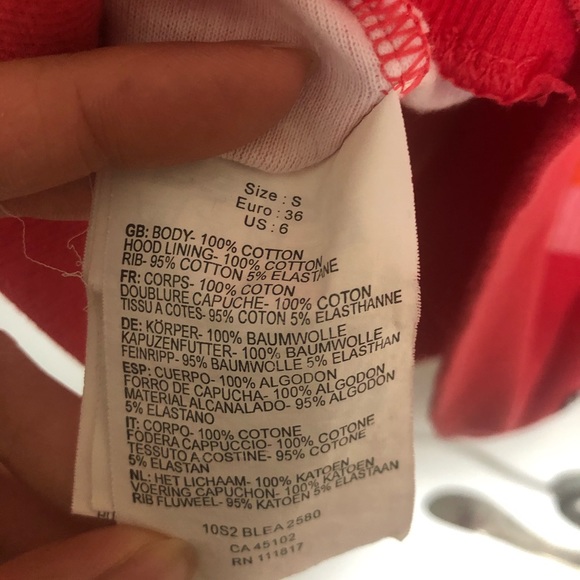 Size : S
Euro : 36
US : 6
GB: BODY- 100% COTTON
HOOD LINING- 100% COTTON
RIB- 95% COTTON 5% ELASTANE
FR: CORPS- 100% COTON
DOUBLURE CAPUCHE- 100% COTON
TISSU A COTES- 95% COTON 5% ELASTHANNE
DE: KÖRPER- 100% BAUMWOLLE
KAPUZENFUTTER- 100% BAUMWOLLE
FEINRIPP- 95% BAUMWOLLE 5% ELASTHAN
ESP: CUERPO- 100% ALGODON
FORRO DE CAPUCHA- 100% ALGODON
MATERIAL ALCANALADO- 95% ALGODON
5% ELASTANO
IT: CORPO- 100% COTONE
FODERA CAPPUCCIO- 100% COTONE
TESSUTO A COSTINE- 95% COTONE
5% ELASTAN
NL: HET LICHAAM- 100% KATOEN
VOERING CAPUCHON- 100% KATOEN
RIB FLUWEEL- 95% KATOEN 5% ELASTAAN
10S2 BLEA 2580
CA 45102
RN 111817